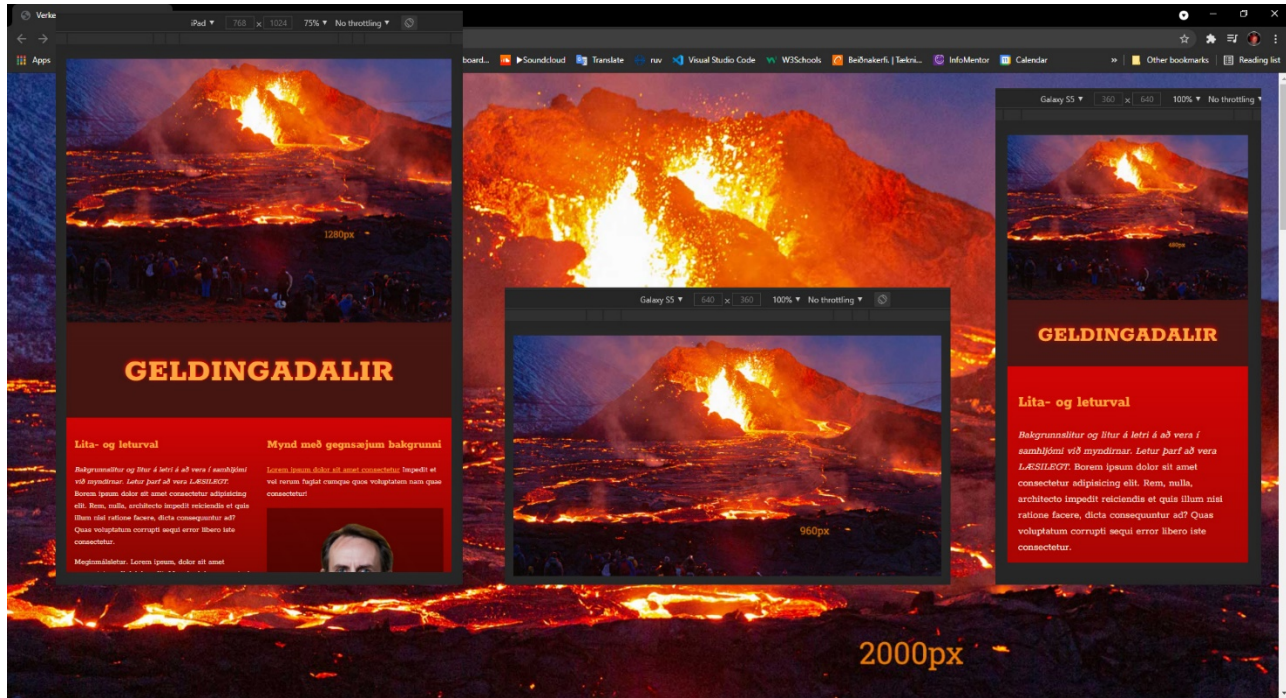 Verke
Apps
board...
▶Soundcloud
Translate
ruv
Visual Studio Code
W3Schools
Beiðnakerfi. | Tækni...
InfoMentor
Calendar
»
Other bookmarks
Reading list
iPad ▼ 768 x 1024 75% ▼ No throttling ▼
1280px
GELDINGADALIR
Lita- og leturval
Bakgrunnslitur og litur á letri á að vera í samhljómi
við myndirnar. Letur þarf að vera LÆSILEGT.
Borem ipsum dolor sit amet consectetur adipisicing
elit. Rem, nulla, architecto impedit reiciendis et quis
illum nisi ratione facere, dicta consequuntur ad?
Quas voluptatum corrupti sequi error libero iste
consectetur.
Meginmálsletur. Lorem ipsum, dolor sit amet
Mynd með gegnsæjum bakgrunni
Lorem ipsum dolor sit amet consectetur Impedit et
vel rerum fugiat cumque quos voluptatem nam quae
consectetur!
Galaxy S5 ▼ 640 x 360 100% ▼ No throttling ▼
960px
Galaxy S5 ▼ 360 x 640 100% ▼ No throttling ▼
480px
GELDINGADALIR
Lita- og leturval
Bakgrunnslitur og litur á letri á að vera í
samhljómi við myndirnar. Letur þarf að vera
LÆSILEGT. Borem ipsum dolor sit amet
consectetur adipisicing elit. Rem, nulla,
architecto impedit reiciendis et quis illum nisi
ratione facere, dicta consequuntur ad? Quas
voluptatum corrupti sequi error libero iste
consectetur.
2000px